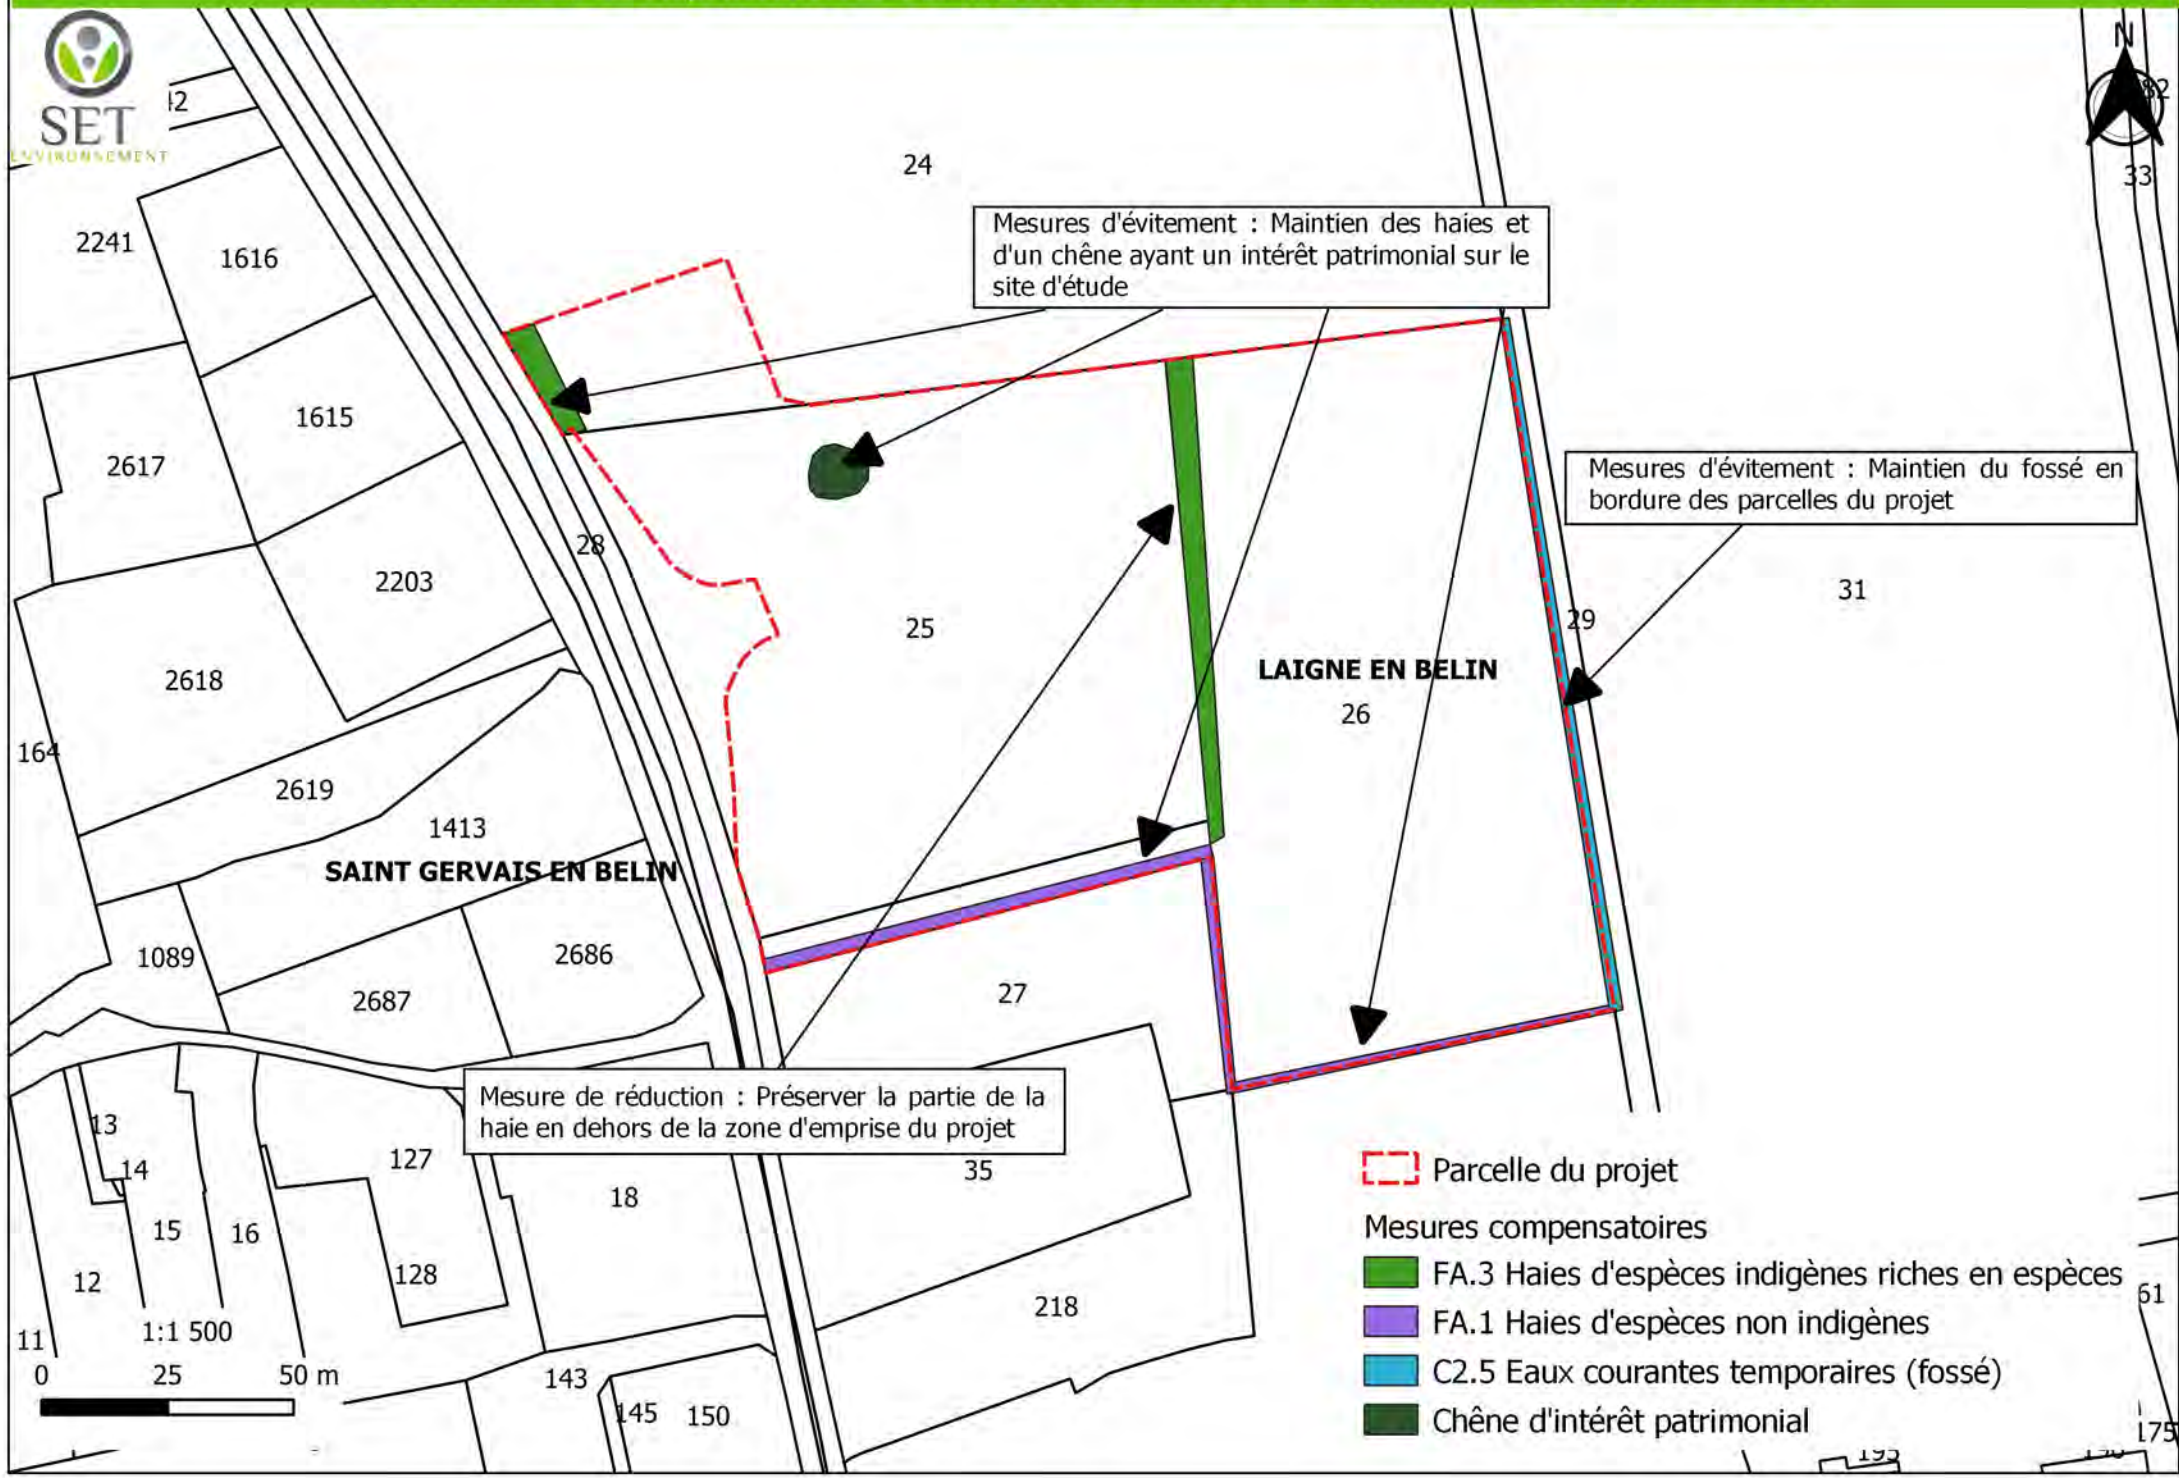 SET
ENVIRONNEMENT
N
42
82
33
24
2241
1616
Mesures d'évitement : Maintien des haies et
d'un chêne ayant un intérêt patrimonial sur le
site d'étude
1615
2617
Mesures d'évitement : Maintien du fossé en
bordure des parcelles du projet
28
2203
31
29
25
2618
LAIGNE EN BELIN
26
164
2619
1413
SAINT GERVAIS EN BELIN
1089
2686
2687
27
Mesure de réduction : Préserver la partie de la
haie en dehors de la zone d'emprise du projet
13
14
127
35
18
15
16
12
128
218
11
1:1 500
0 25 50 m
143
145
150
Parcelle du projet
Mesures compensatoires
FA.3 Haies d'espèces indigènes riches en espèces
FA.1 Haies d'espèces non indigènes
C2.5 Eaux courantes temporaires (fossé)
Chêne d'intérêt patrimonial
61
175
193